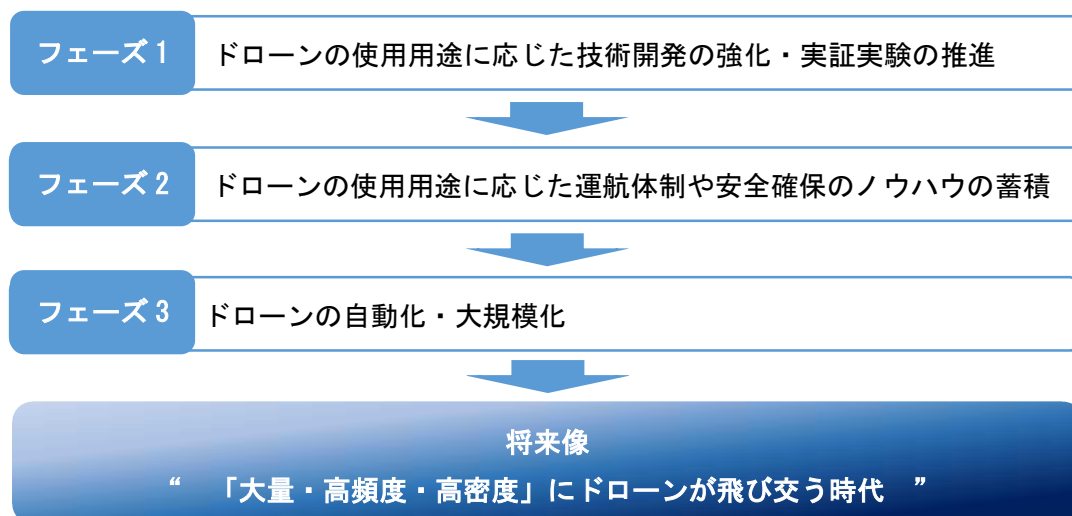 フェーズ 1
ドローンの使用用途に応じた技術開発の強化・実証実験の推進
フェーズ 2
ドローンの使用用途に応じた運航体制や安全確保のノウハウの蓄積
フェーズ 3
ドローンの自動化・大規模化
将来像
“ 「大量・高頻度・高密度」にドローンが飛び交う時代 ”